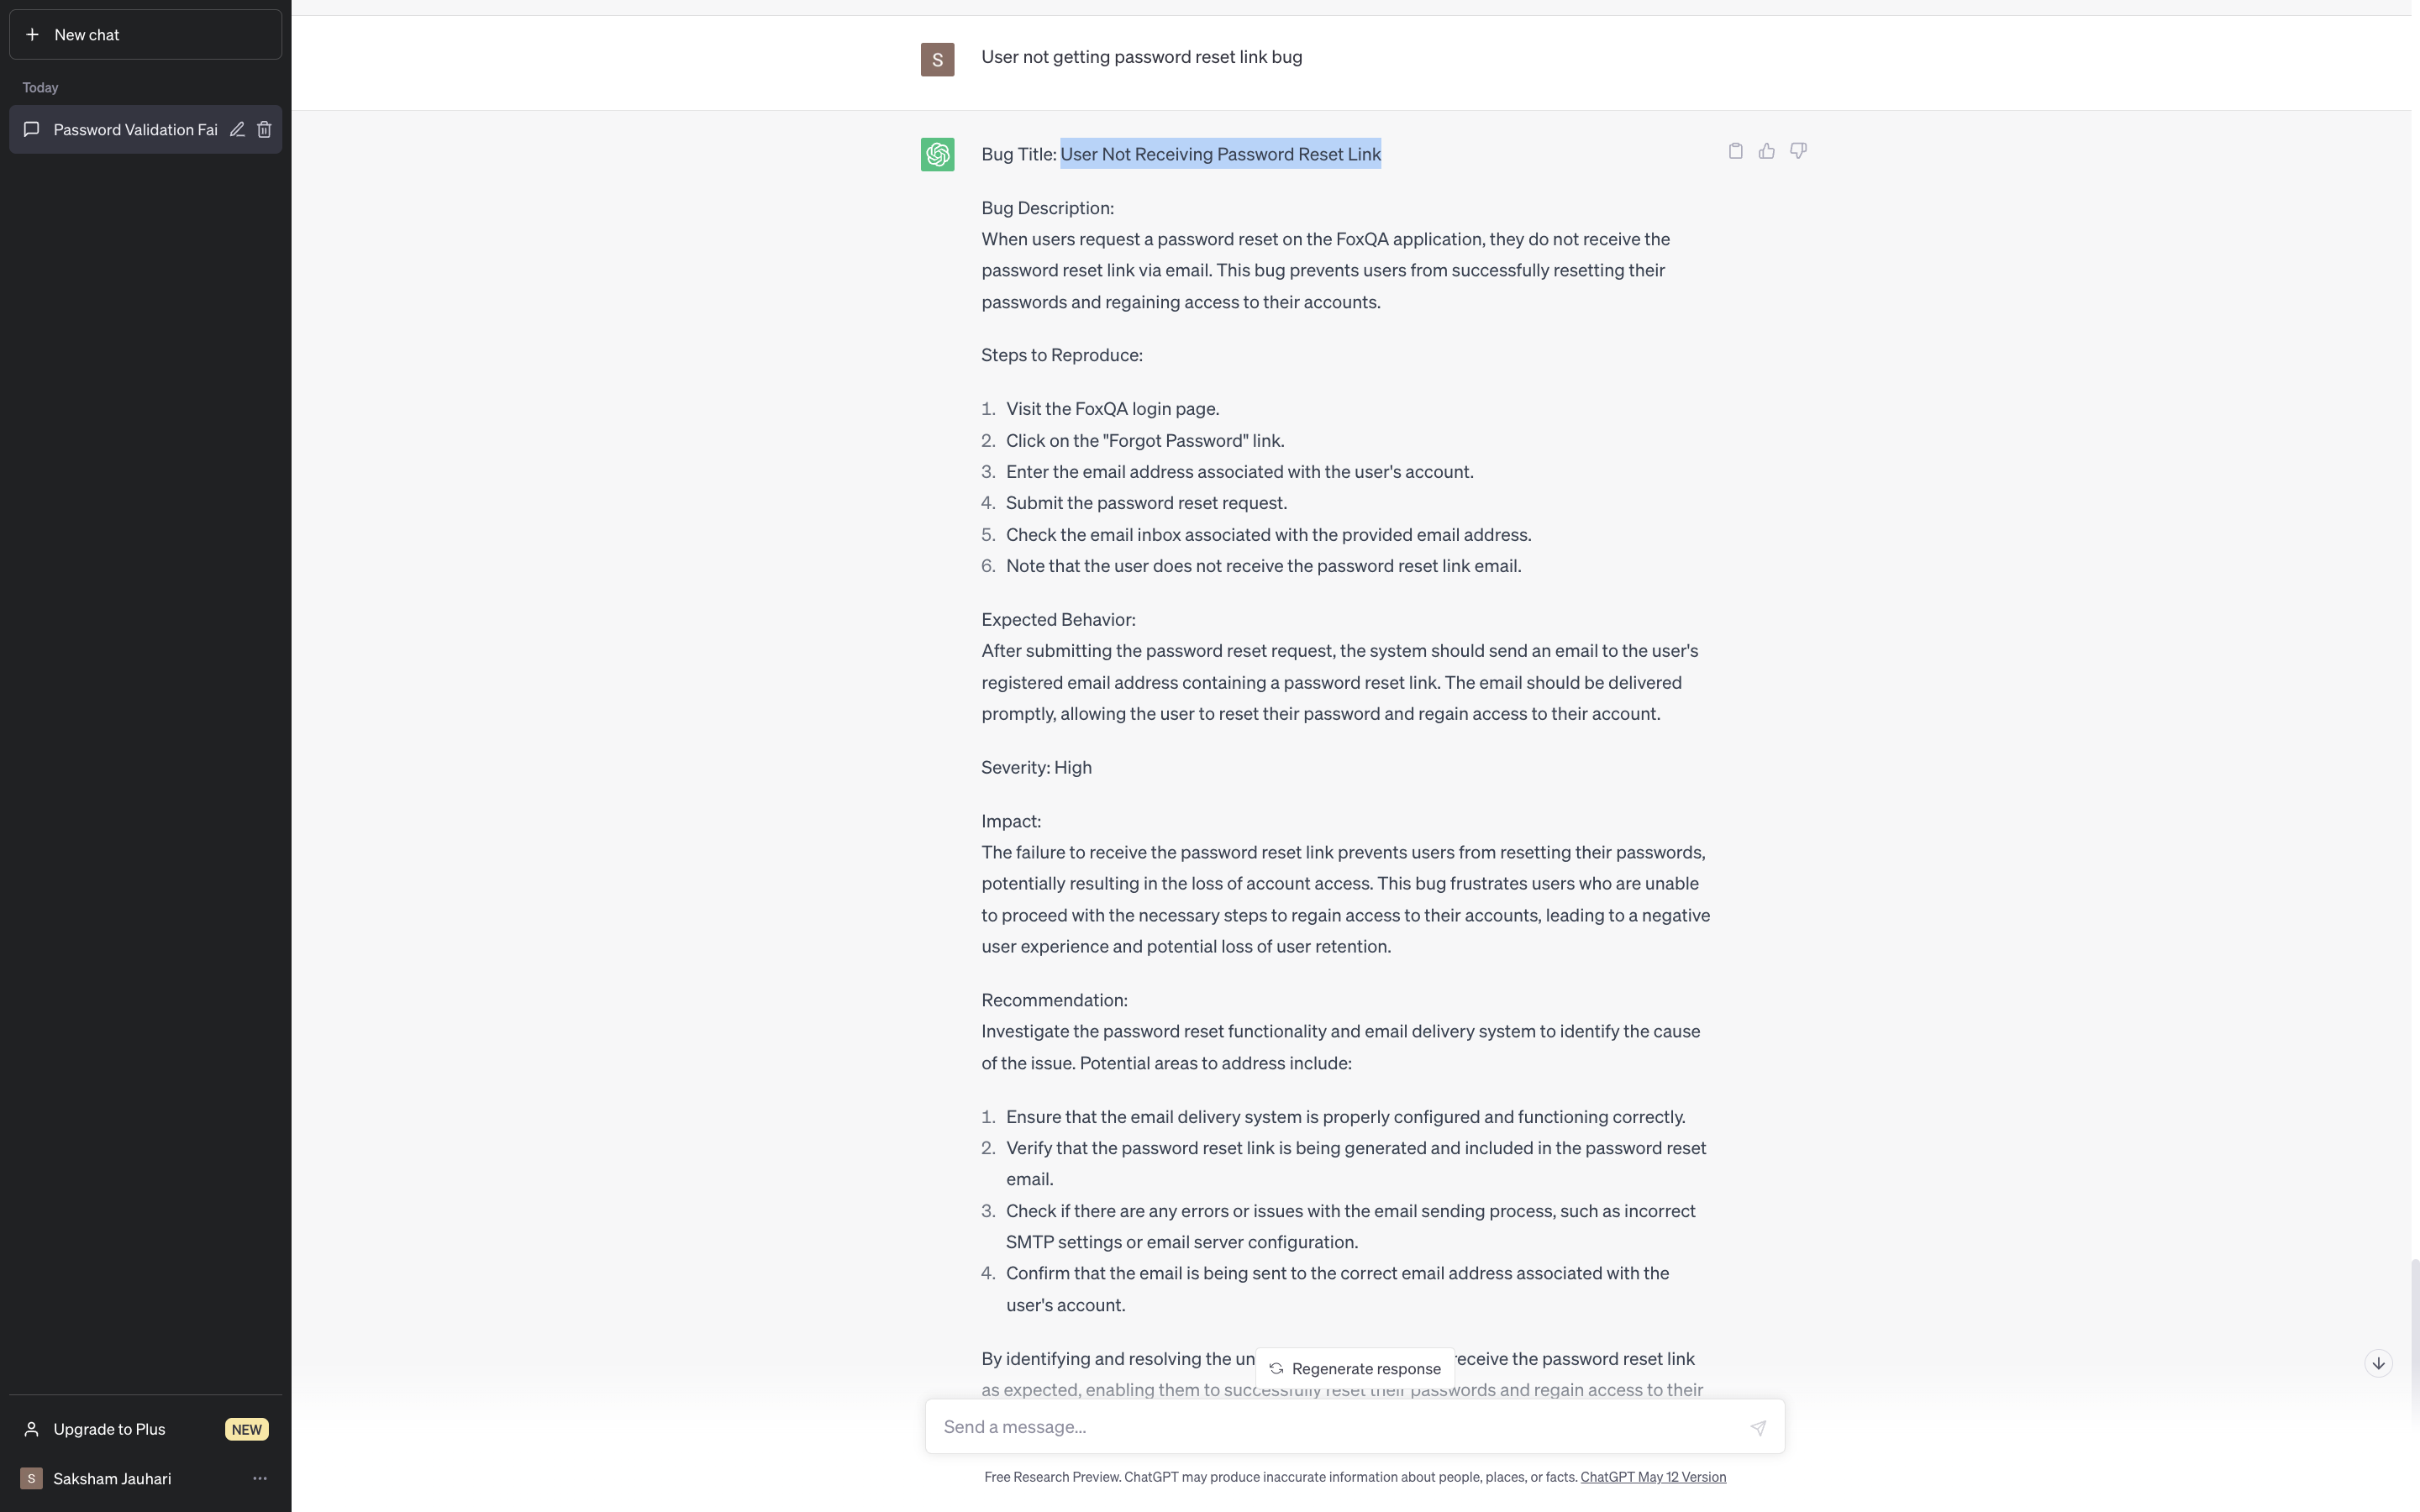 New chat
Today
Password Validation Fai
S
User not getting password reset link bug
Bug Title: User Not Receiving Password Reset Link
Bug Description:
When users request a password reset on the FoxQA application, they do not receive the
password reset link via email. This bug prevents users from successfully resetting their
passwords and regaining access to their accounts.
Steps to Reproduce:
1. Visit the FoxQA login page.
2. Click on the "Forgot Password" link.
3. Enter the email address associated with the user's account.
4. Submit the password reset request.
5. Check the email inbox associated with the provided email address.
6. Note that the user does not receive the password reset link email.
Expected Behavior:
After submitting the password reset request, the system should send an email to the user's
registered email address containing a password reset link. The email should be delivered
promptly, allowing the user to reset their password and regain access to their account.
Severity: High
Impact:
The failure to receive the password reset link prevents users from resetting their passwords,
potentially resulting in the loss of account access. This bug frustrates users who are unable
to proceed with the necessary steps to regain access to their accounts, leading to a negative
user experience and potential loss of user retention.
Recommendation:
Investigate the password reset functionality and email delivery system to identify the cause
of the issue. Potential areas to address include:
1. Ensure that the email delivery system is properly configured and functioning correctly.
2. Verify that the password reset link is being generated and included in the password reset
email.
3. Check if there are any errors or issues with the email sending process, such as incorrect
SMTP settings or email server configuration.
4. Confirm that the email is being sent to the correct email address associated with the
user's account.
By identifying and resolving the un receive the password reset link
Regenerate response
as expected, enabling them to successfully reset their passwords and regain access to their
Send a message...
Free Research Preview. ChatGPT may produce inaccurate information about people, places, or facts. ChatGPT May 12 Version
Upgrade to Plus NEW
S Saksham Jauhari